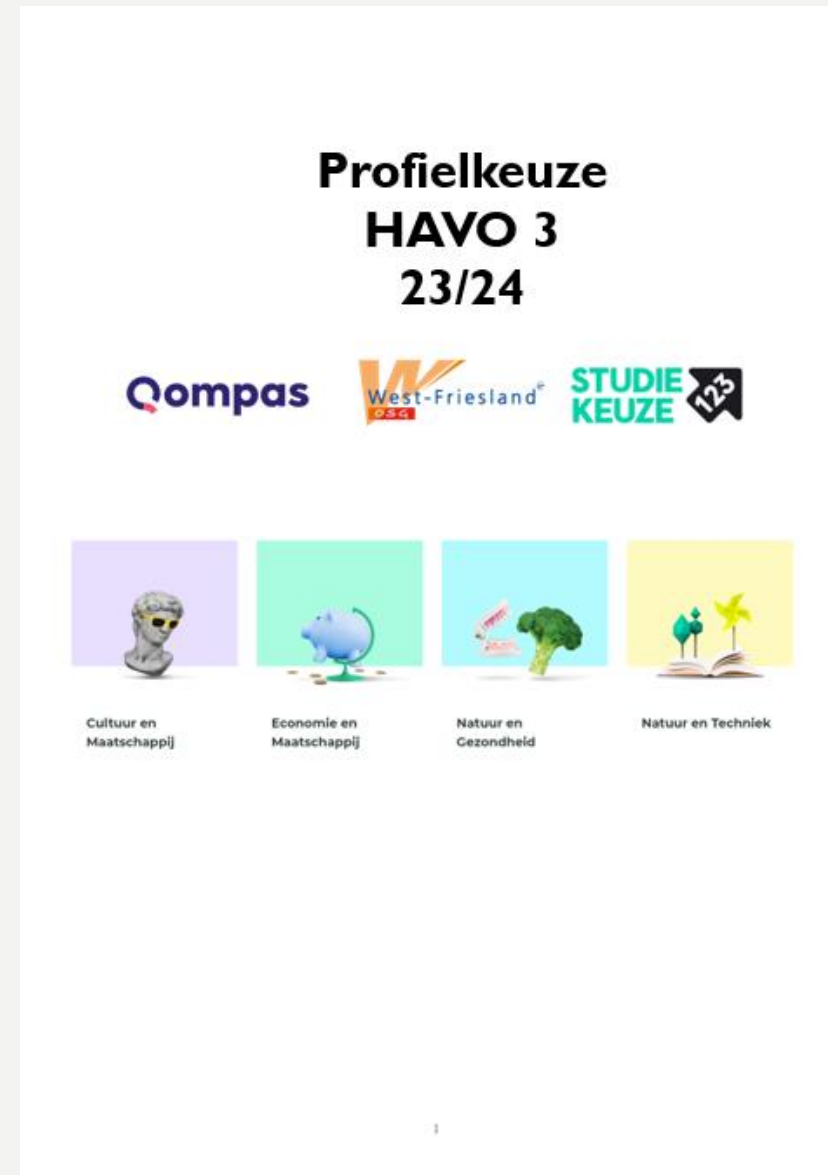 Profielkeuze
HAVO 3
23/24
Qompas
West-Friesland®
OSG
STUDIE
KEUZE
123
Cultuur en
Maatschappij
Economie en
Maatschappij
Natuur en
Gezondheid
Natuur en Techniek